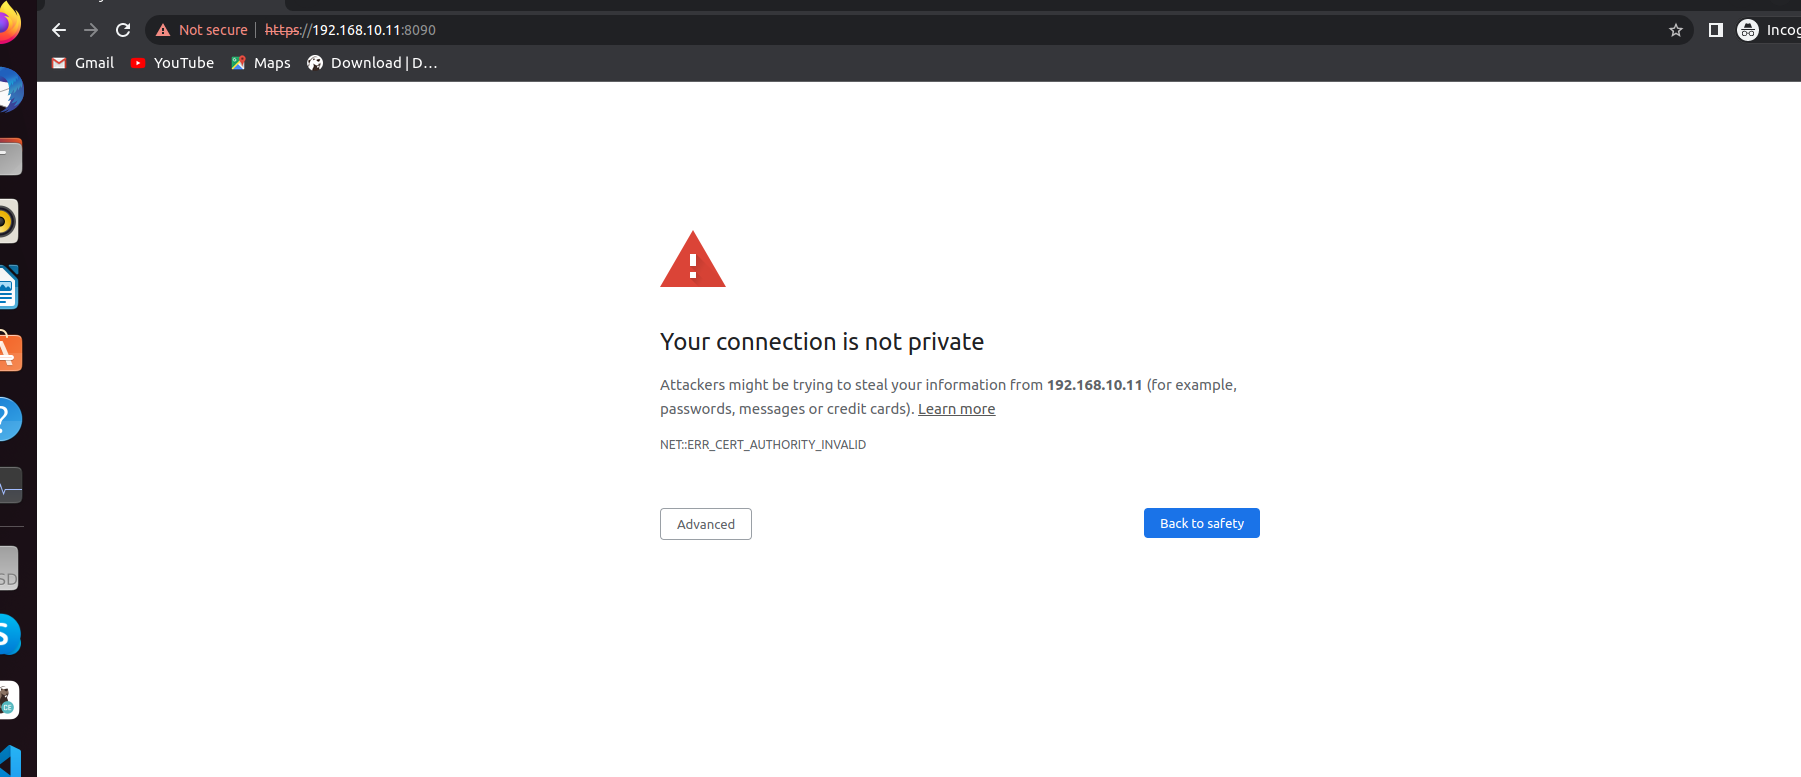 Not secure https://192.168.10.11:8090
Gmail YouTube Maps Download | D...
Your connection is not private
Attackers might be trying to steal your information from 192.168.10.11 (for example,
passwords, messages or credit cards). Learn more
NET::ERR_CERT_AUTHORITY_INVALID
Advanced Back to safety
SD
CE